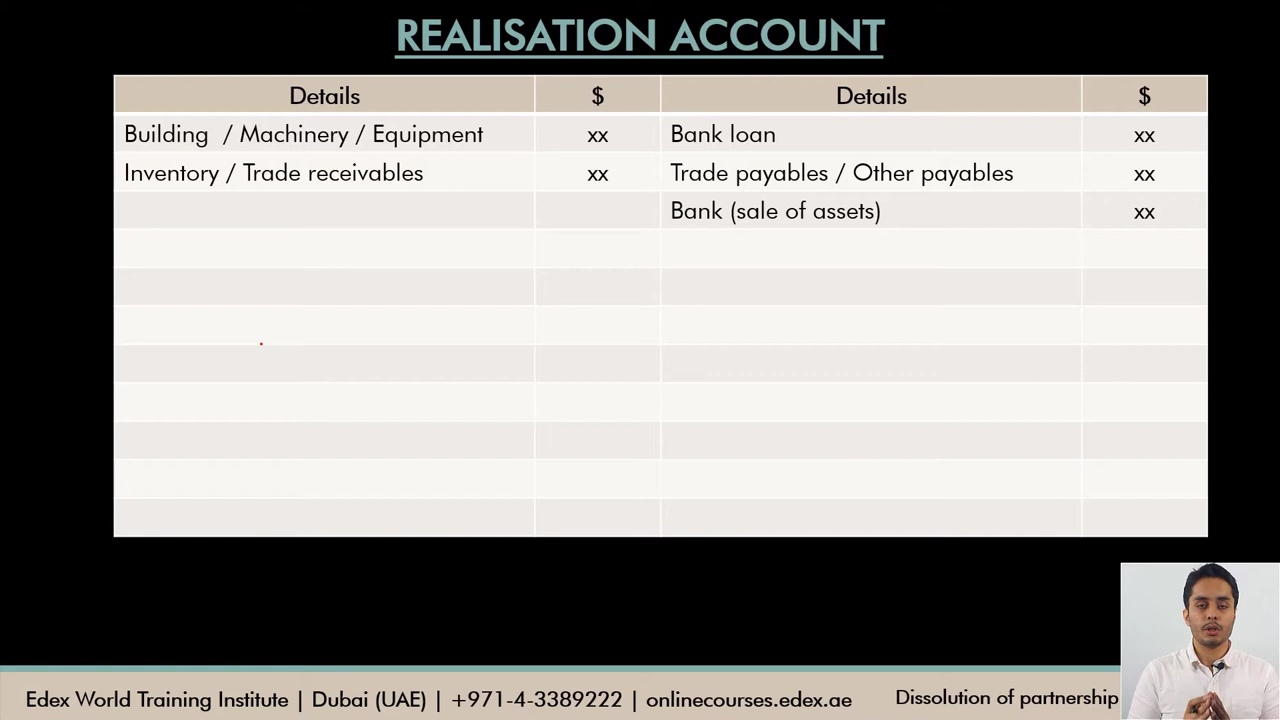 REALISATION ACCOUNT
Details $ Details $
Building / Machinery / Equipment xx Bank loan xx
Inventory / Trade receivables xx Trade payables / Other payables xx
Bank (sale of assets) xx
Edex World Training Institute | Dubai (UAE) | +971-4-3389222 | onlinecourses.edex.ae Dissolution of partnership